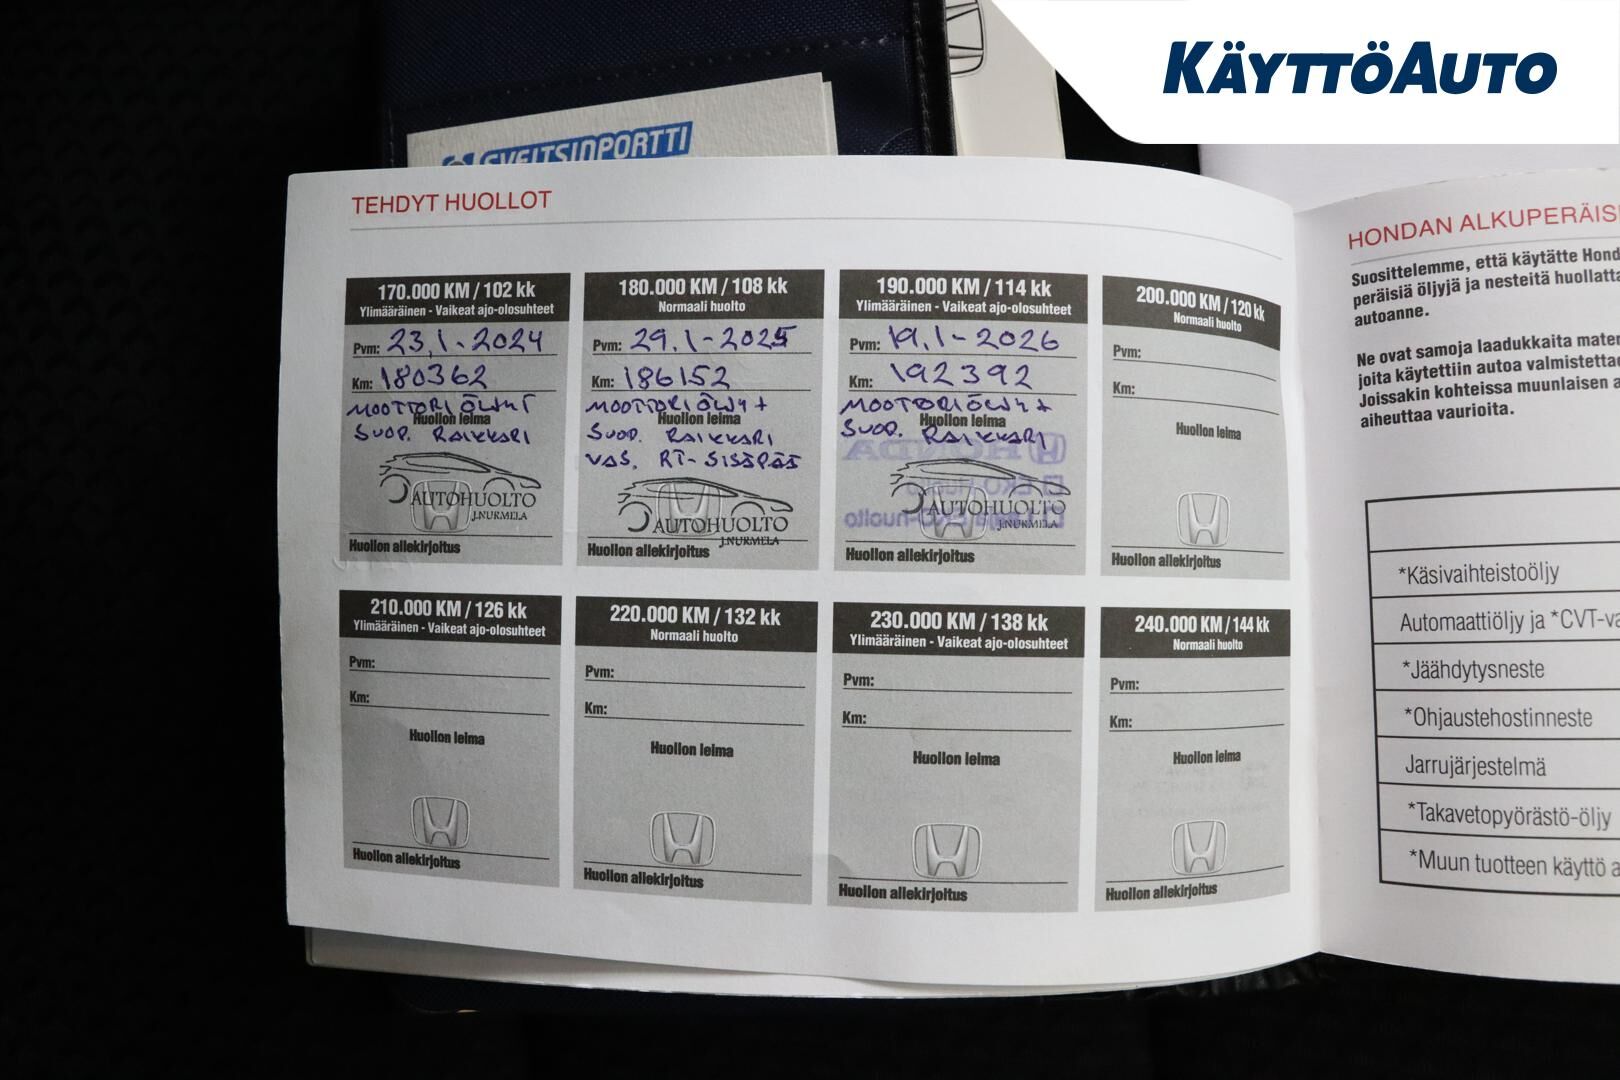 KÄYTTÖAUTO
SVEITSINPORTTI
TEHDYT HUOLLOT
170.000 KM / 102 kk
Ylimääräinen - Vaikeat ajo-olosuhteet
Pvm: 23.1-2024
Km: 180362
MOOTTORIÖLJY+
Huollon leima
SUOD. RAIKKARI
AUTOHUOLTO
J.NURMELA
Huollon allekirjoitus
180.000 KM / 108 kk
Normaali huolto
Pvm: 29.1-2025
Km: 186152
MOOTTORIÖLJY+
Huollon leima
SUOD. RAIKKARI
VAS. RT-SISÄPÄÄ
AUTOHUOLTO
J.NURMELA
Huollon allekirjoitus
190.000 KM / 114 kk
Ylimääräinen - Vaikeat ajo-olosuhteet
Pvm: 19.1-2026
Km: 192392
MOOTTORIÖLJY+
Huollon leima
SUOD. RAIKKARI
HONDA
AUTOHUOLTO
J.NURMELA
Huollon allekirjoitus
200.000 KM / 120 kk
Normaali huolto
Pvm:
Km:
Huollon leima
Huollon allekirjoitus
210.000 KM / 126 kk
Ylimääräinen - Vaikeat ajo-olosuhteet
Pvm:
Km:
Huollon leima
Huollon allekirjoitus
220.000 KM / 132 kk
Normaali huolto
Pvm:
Km:
Huollon leima
Huollon allekirjoitus
230.000 KM / 138 kk
Ylimääräinen - Vaikeat ajo-olosuhteet
Pvm:
Km:
Huollon leima
Huollon allekirjoitus
240.000 KM / 144 kk
Normaali huolto
Pvm:
Km:
Huollon leima
Huollon allekirjoitus
HONDAN ALKUPERÄIS
Suosittelemme, että käytätte Hond
peräisiä öljyjä ja nesteitä huollatta
autoanne.
Ne ovat samoja laadukkaita mater
joita käytettiin autoa valmistettae
Joissakin kohteissa muunlaisen a
aiheuttaa vaurioita.
*Käsivaihteistoöljy
Automaattiöljy ja *CVT-va
*Jäähdytysneste
*Ohjaustehostinneste
Jarrujärjestelmä
*Takavetopyörästö-öljy
*Muun tuotteen käyttö a